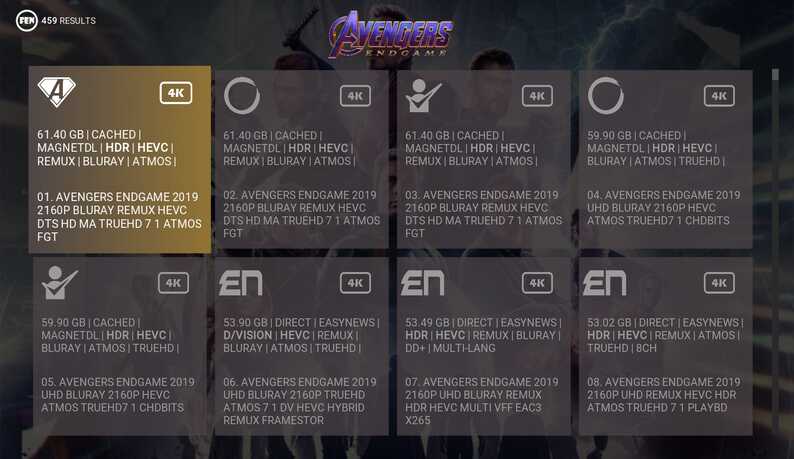 FEN 459 RESULTS
AVENGERS
ENDGAME
A
4K
61.40 GB | CACHED |
MAGNETDL | HDR | HEVC |
REMUX | BLURAY | ATMOS |
01. AVENGERS ENDGAME 2019
2160P BLURAY REMUX HEVC
DTS HD MA TRUEHD 7 1 ATMOS
FGT
4K
61.40 GB | CACHED |
MAGNETDL | HDR | HEVC |
REMUX | BLURAY | ATMOS |
02. AVENGERS ENDGAME 2019
2160P BLURAY REMUX HEVC
DTS HD MA TRUEHD 7 1 ATMOS
FGT
4K
61.40 GB | CACHED |
MAGNETDL | HDR | HEVC |
REMUX | BLURAY | ATMOS |
03. AVENGERS ENDGAME 2019
2160P BLURAY REMUX HEVC
DTS HD MA TRUEHD 7 1 ATMOS
FGT
4K
59.90 GB | CACHED |
MAGNETDL | HDR | HEVC |
BLURAY | ATMOS | TRUEHD |
04. AVENGERS ENDGAME 2019
UHD BLURAY 2160P HEVC
ATMOS TRUEHD7 1 CHDBITS
4K
59.90 GB | CACHED |
MAGNETDL | HDR | HEVC |
BLURAY | ATMOS | TRUEHD |
05. AVENGERS ENDGAME 2019
UHD BLURAY 2160P HEVC
ATMOS TRUEHD7 1 CHDBITS
EN
4K
53.90 GB | DIRECT | EASYNEWS |
D/VISION | HEVC | REMUX |
BLURAY | ATMOS | TRUEHD |
06. AVENGERS ENDGAME 2019
UHD BLURAY 2160P TRUEHD
ATMOS 7 1 DV HEVC HYBRID
REMUX FRAMESTOR
EN
4K
53.49 GB | DIRECT | EASYNEWS |
HDR | HEVC | REMUX | BLURAY |
DD+ | MULTI-LANG
07. AVENGERS ENDGAME 2019
2160P UHD BLURAY REMUX
HDR HEVC MULTI VFF EAC3
X265
EN
4K
53.02 GB | DIRECT | EASYNEWS |
HDR | HEVC | REMUX | ATMOS |
TRUEHD | 8CH
08. AVENGERS ENDGAME 2019
2160P UHD REMUX HEVC HDR
ATMOS TRUEHD 7 1 PLAYBD